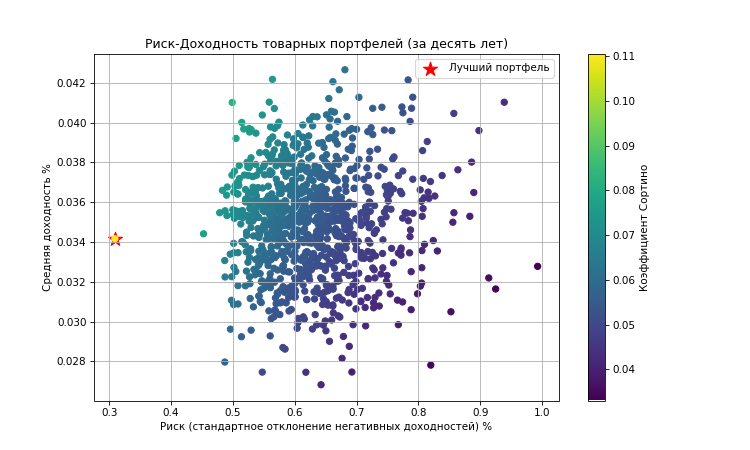 Риск-Доходность товарных портфелей (за десять лет)
Лучший портфель
Средняя доходность %
0.042
0.040
0.038
0.036
0.034
0.032
0.030
0.028
0.3 0.4 0.5 0.6 0.7 0.8 0.9 1.0
Риск (стандартное отклонение негативных доходностей) %
0.11
0.10
0.09
0.08
0.07
0.06
0.05
0.04
Коэффициент Сортино